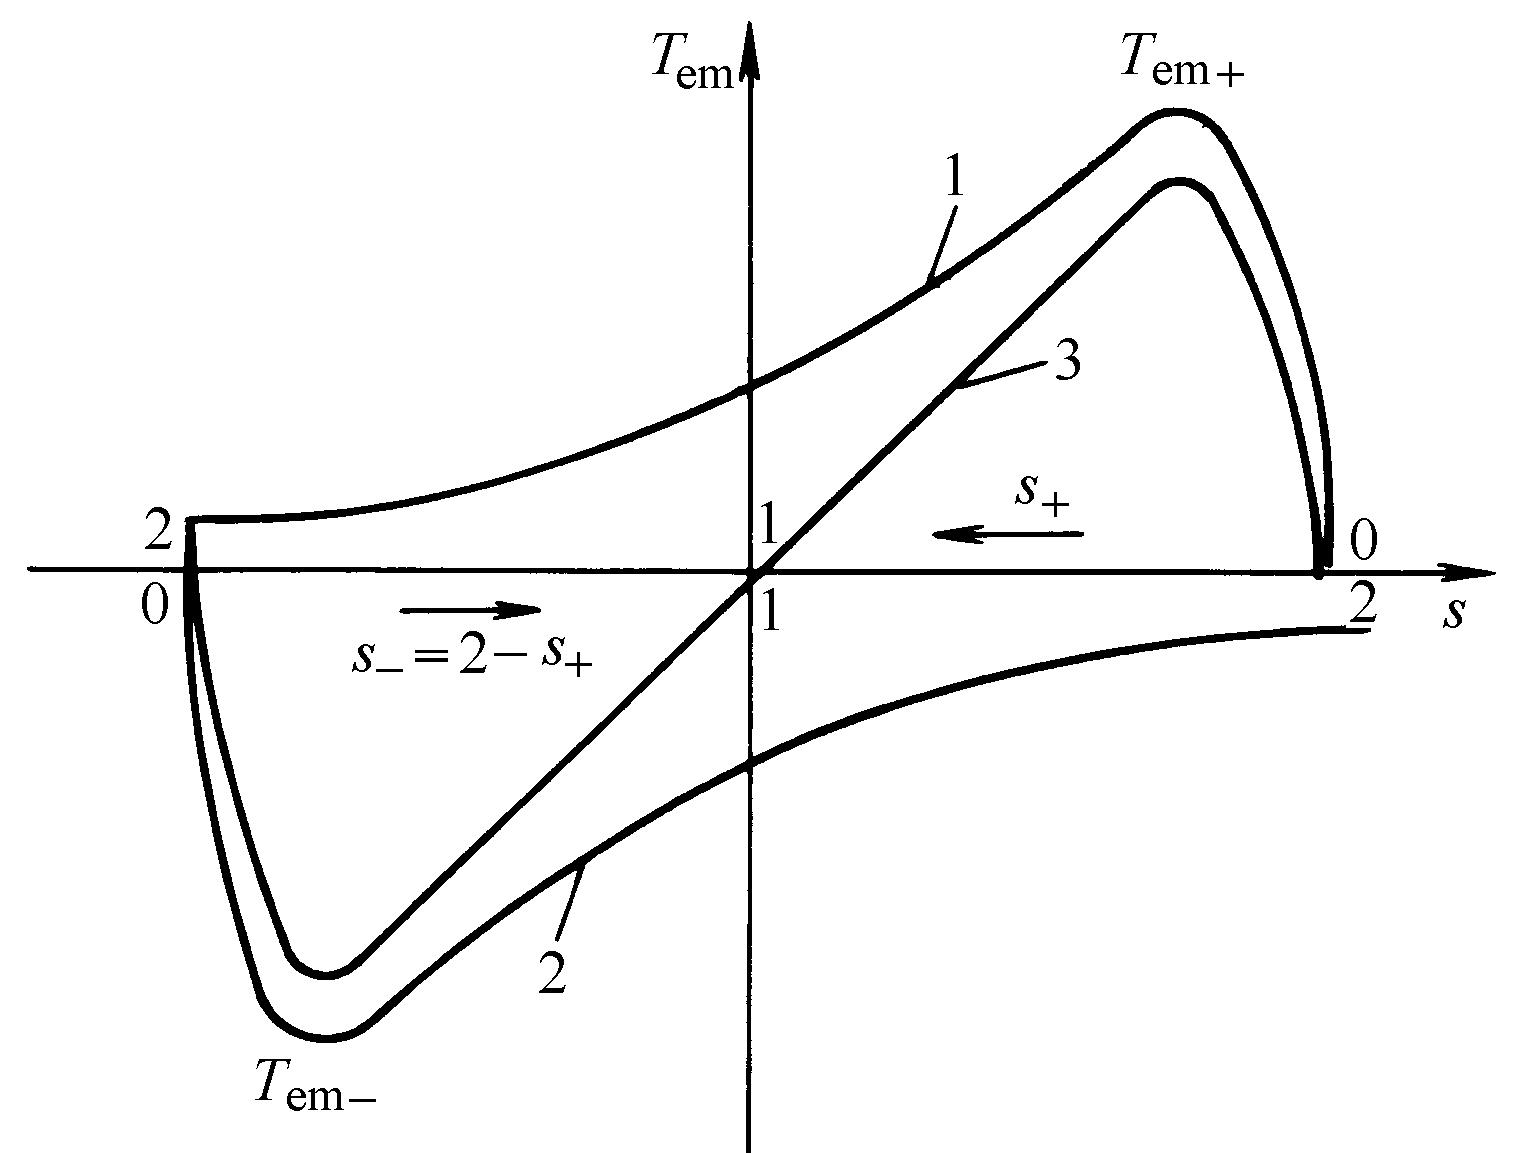 T_em
T_em+
1
3
s_+
2
1
0
0
1
2
s
s_- = 2 - s_+
2
T_em-